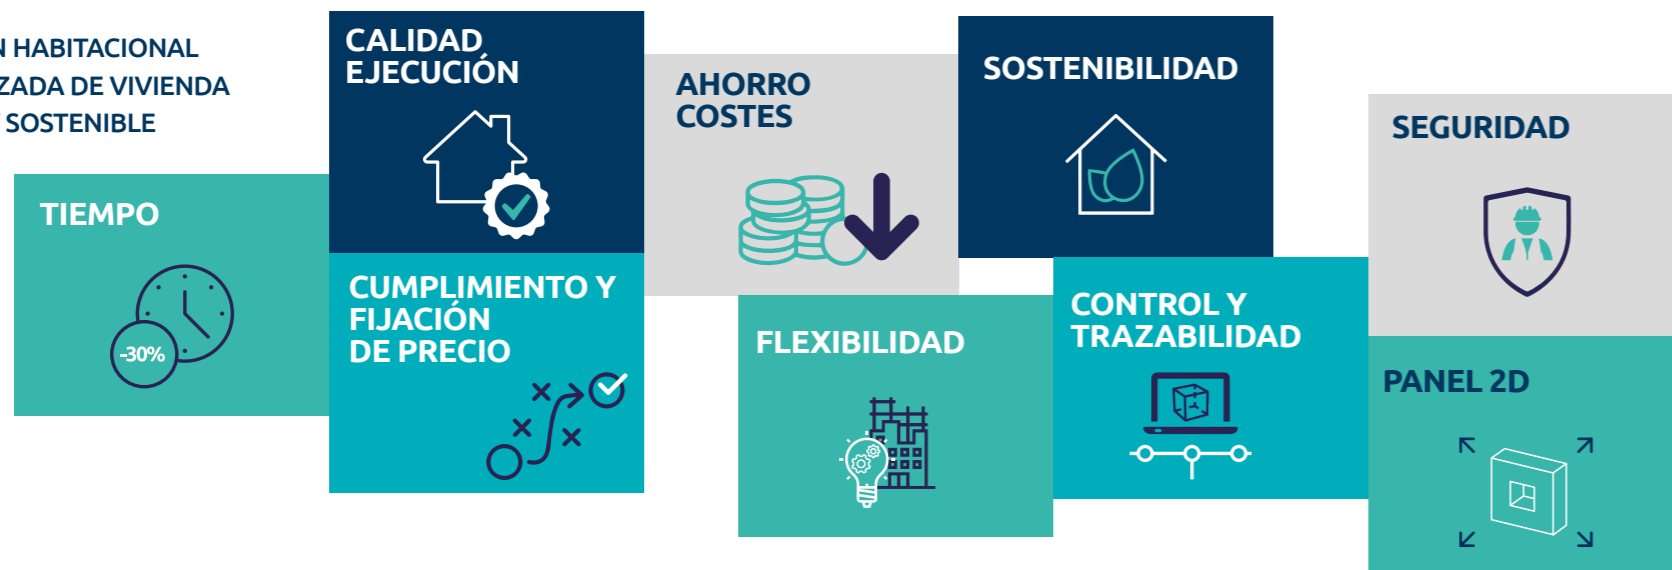 N HABITACIONAL
ZADA DE VIVIENDA
SOSTENIBLE
TIEMPO
-30%
CALIDAD
EJECUCIÓN
CUMPLIMIENTO Y
FIJACIÓN
DE PRECIO
AHORRO
COSTES
FLEXIBILIDAD
SOSTENIBILIDAD
CONTROL Y
TRAZABILIDAD
SEGURIDAD
PANEL 2D